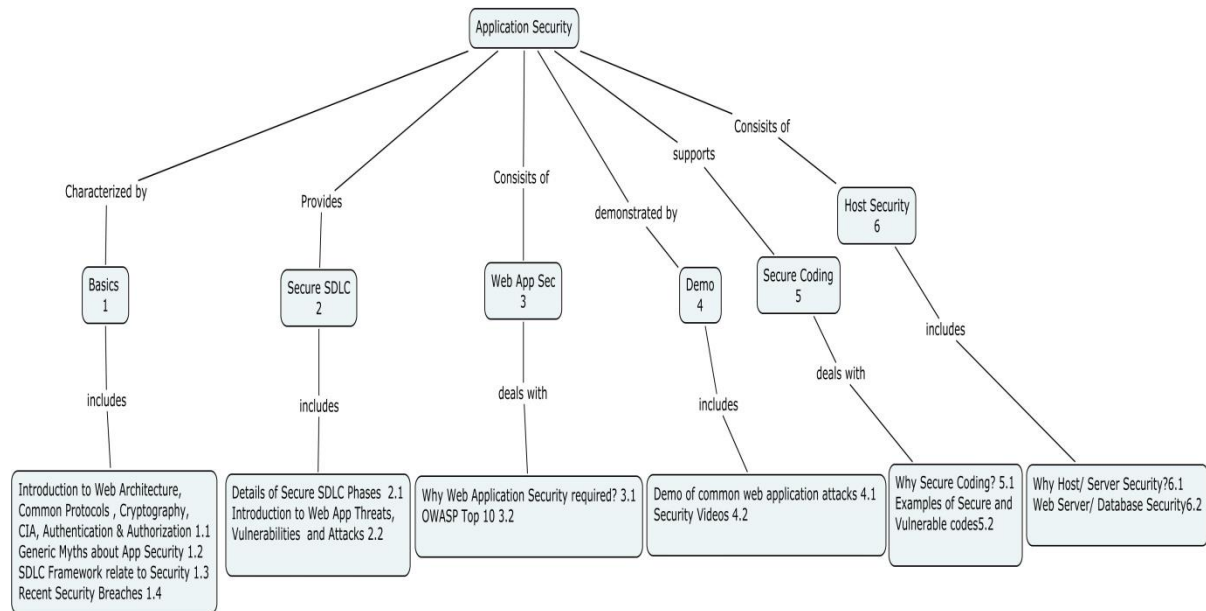 Application Security
Characterized by
Provides
Consisits of
demonstrated by
supports
Consisits of
Basics
1
Secure SDLC
2
Web App Sec
3
Demo
4
Secure Coding
5
Host Security
6
includes
includes
deals with
includes
deals with
includes
Introduction to Web Architecture,
Common Protocols , Cryptography,
CIA, Authentication & Authorization 1.1
Generic Myths about App Security 1.2
SDLC Framework relate to Security 1.3
Recent Security Breaches 1.4
Details of Secure SDLC Phases 2.1
Introduction to Web App Threats,
Vulnerabilities and Attacks 2.2
Why Web Application Security required? 3.1
OWASP Top 10 3.2
Demo of common web application attacks 4.1
Security Videos 4.2
Why Secure Coding? 5.1
Examples of Secure and
Vulnerable codes5.2
Why Host/ Server Security?6.1
Web Server/ Database Security6.2